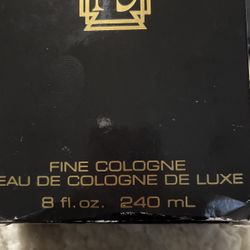 FINE COLOGNE
EAU DE COLOGNE DE LUXE
8 fl. oz. 240 mL